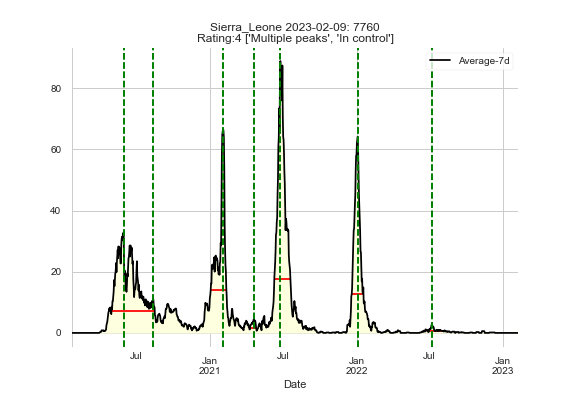 Sierra_Leone 2023-02-09: 7760
Rating:4 ['Multiple peaks', 'In control']
Average-7d
80
60
40
20
0
Jul
Jan
2021
Jul
Jan
2022
Jul
Jan
2023
Date